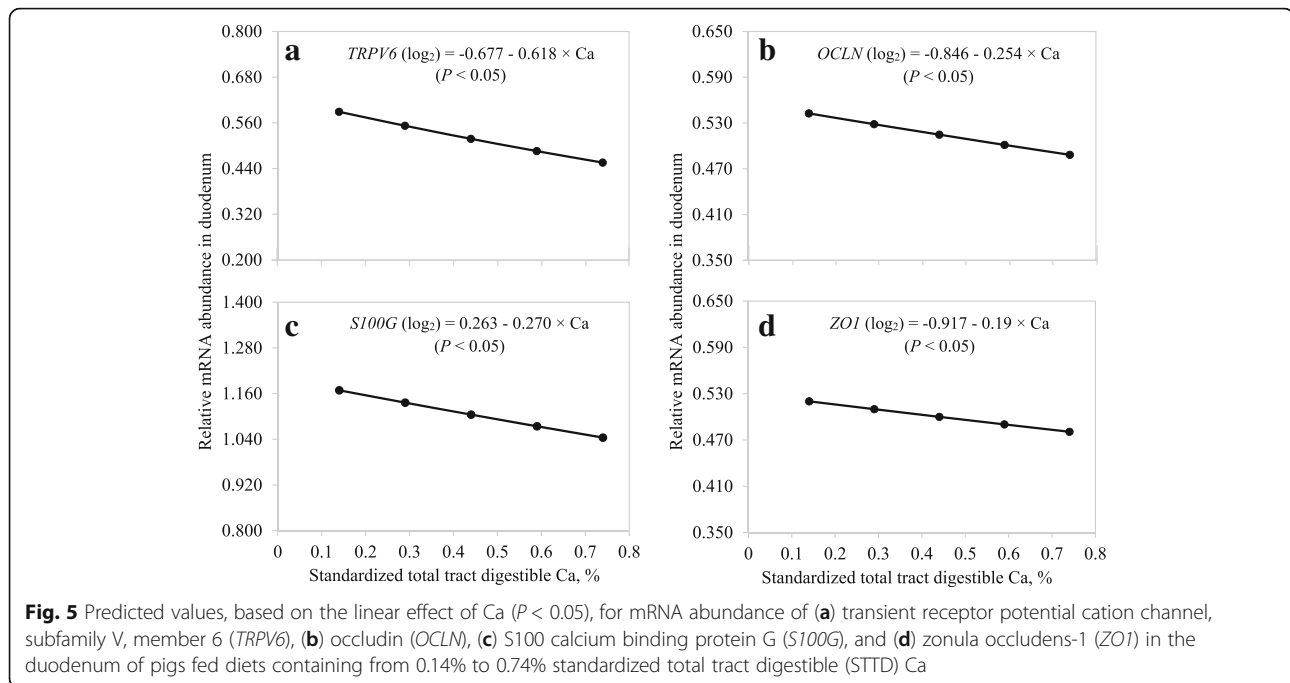 0.800
0.680
0.560
0.440
0.320
0.200
a
TRPV6 (log₂) = -0.677 - 0.618 × Ca
(P < 0.05)
0.650
0.590
0.530
0.470
0.410
0.350
b
OCLN (log₂) = -0.846 - 0.254 × Ca
(P < 0.05)
Relative mRNA abundance in duodenum
Relative mRNA abundance in duodenum
1.400
1.280
1.160
1.040
0.920
0.800
c
S100G (log₂) = 0.263 - 0.270 × Ca
(P < 0.05)
0 0.1 0.2 0.3 0.4 0.5 0.6 0.7 0.8
Standardized total tract digestible Ca, %
0.650
0.590
0.530
0.470
0.410
0.350
d
ZO1 (log₂) = -0.917 - 0.19 × Ca
(P < 0.05)
0 0.1 0.2 0.3 0.4 0.5 0.6 0.7 0.8
Standardized total tract digestible Ca, %
Fig. 5 Predicted values, based on the linear effect of Ca (P < 0.05), for mRNA abundance of (a) transient receptor potential cation channel,
subfamily V, member 6 (TRPV6), (b) occludin (OCLN), (c) S100 calcium binding protein G (S100G), and (d) zonula occludens-1 (ZO1) in the
duodenum of pigs fed diets containing from 0.14% to 0.74% standardized total tract digestible (STTD) Ca